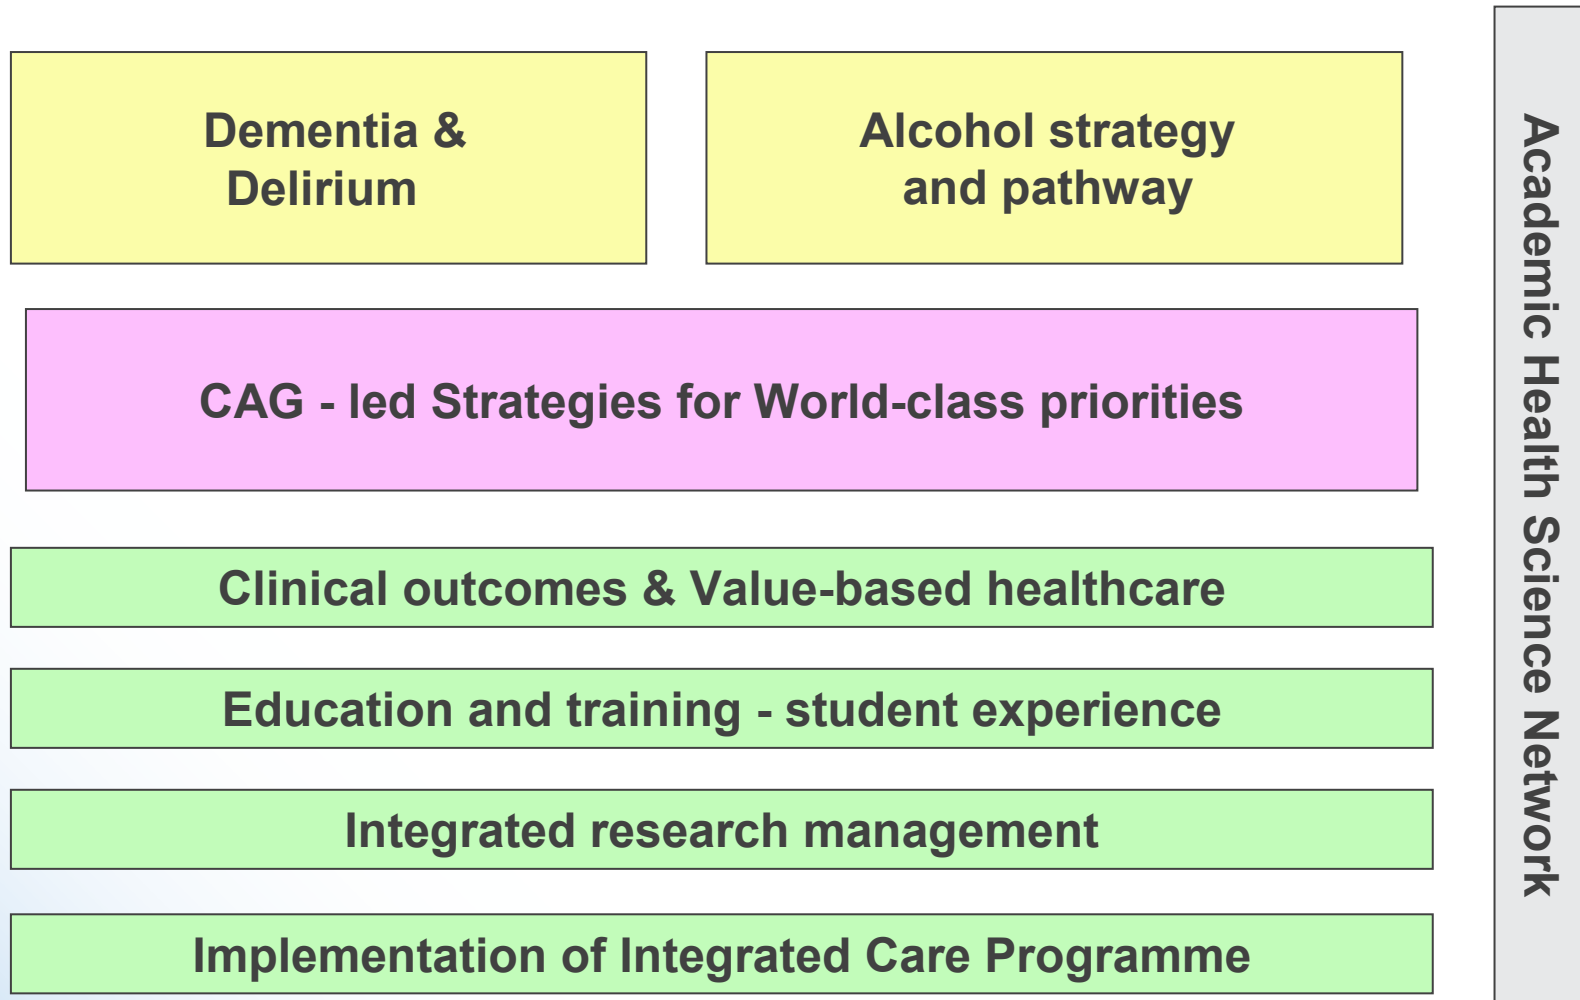 Dementia &
Delirium
Alcohol strategy
and pathway
CAG - led Strategies for World-class priorities
Clinical outcomes & Value-based healthcare
Education and training - student experience
Integrated research management
Implementation of Integrated Care Programme
Academic Health Science Network